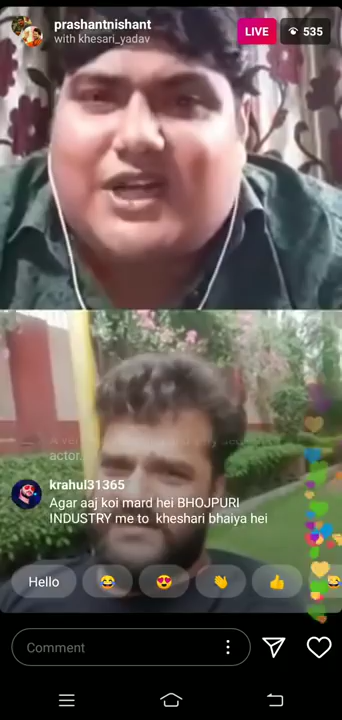 prashantnishant
LIVE
535
with khesari_yadav
actor.
krahul31365
Agar aaj koi mard hei BHOJPURI
INDUSTRY me to kheshari bhaiya hei
Hello
Comment